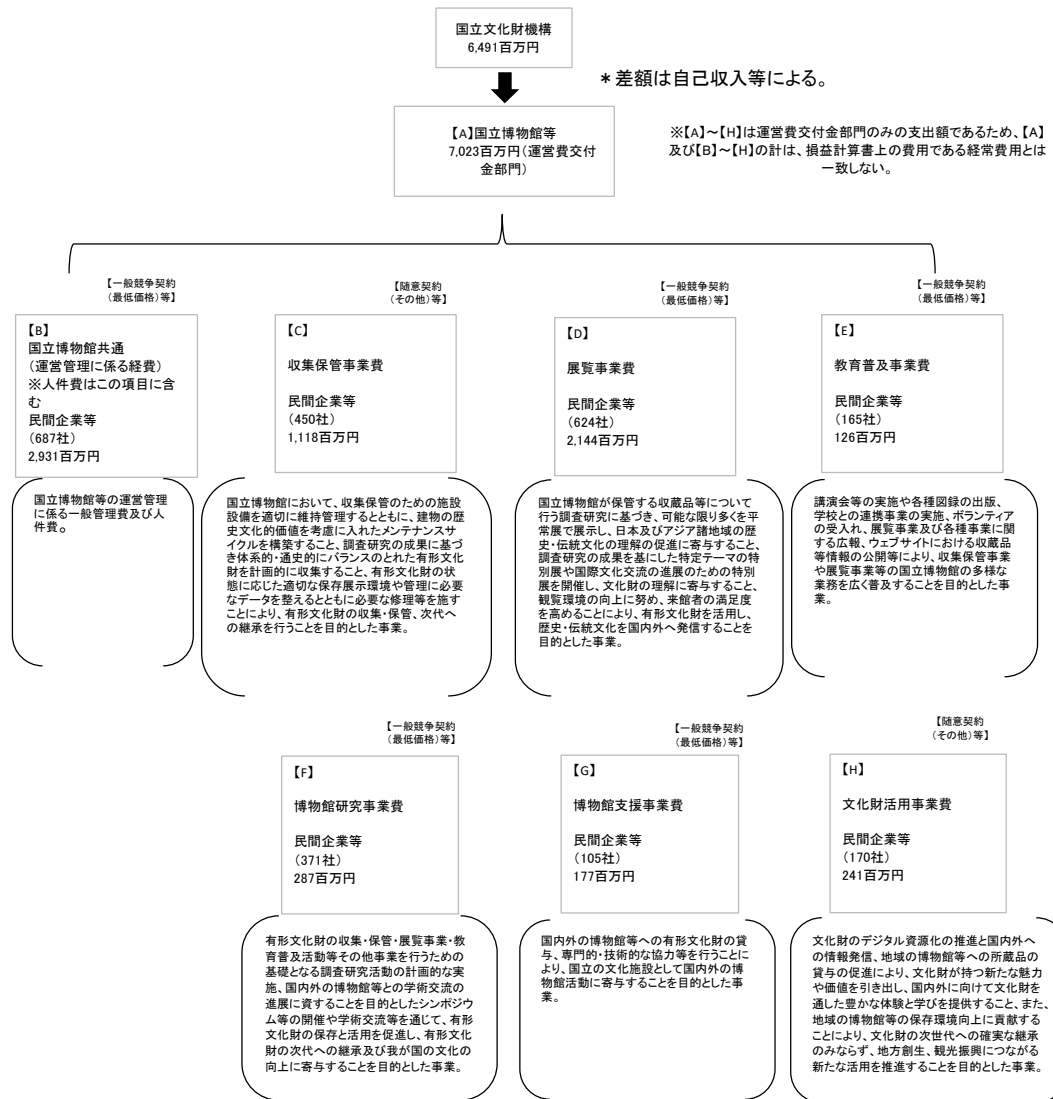 国立文化財機構
6,491百万円
＊差額は自己収入等による。
【A】国立博物館等
7,023百万円(運営費交付
金部門)
※【A】～【H】は運営費交付金部門のみの支出額であるため、【A】
及び【B】～【H】の計は、損益計算書上の費用である経常費用とは
一致しない。
【一般競争契約
(最低価格)等】
【B】
国立博物館共通
(運営管理に係る経費)
※人件費はこの項目に含
む
民間企業等
(687社)
2,931百万円
国立博物館等の運営管理
に係る一般管理費及び人
件費。
【随意契約
(その他)等】
【C】
収集保管事業費
民間企業等
(450社)
1,118百万円
国立博物館において、収集保管のための施設
設備を適切に維持管理するとともに、建物の歴
史文化的価値を考慮に入れたメンテナンスサ
イクルを構築すること、調査研究の成果に基づ
き体系的・通史的にバランスのとれた有形文化
財を計画的に収集すること、有形文化財の状態
に応じた適切な保存展示環境や管理に必要
なデータを整えるとともに必要な修理等を施す
ことにより、有形文化財の収集・保管、次代へ
の継承を行うことを目的とした事業。
【一般競争契約
(最低価格)等】
【D】
展覧事業費
民間企業等
(624社)
2,144百万円
国立博物館が保管する収蔵品等について
行う調査研究に基づき、可能な限り多くを平
常展で展示し、日本及びアジア諸地域の歴
史・伝統文化の理解の促進に寄与すること、
調査研究の成果を基にした特定テーマの特
別展や国際文化交流の進展のための特別
展を開催し、文化財の理解に寄与すること、
観覧環境の向上に努め、来館者の満足度
を高めることにより、有形文化財を活用し、
歴史・伝統文化を国内外へ発信することを
目的とした事業。
【一般競争契約
(最低価格)等】
【E】
教育普及事業費
民間企業等
(165社)
126百万円
講演会等の実施や各種図録の出版、
学校との連携事業の実施、ボランティア
の受入れ、展覧事業及び各種事業に関
する広報、ウェブサイトにおける収蔵品
等情報の公開等により、収集保管事業
や展覧事業等の国立博物館の多様な
業務を広く普及することを目的とした事
業。
【一般競争契約
(最低価格)等】
【F】
博物館研究事業費
民間企業等
(371社)
287百万円
有形文化財の収集・保管・展覧事業・教
育普及活動等その他事業を行うための
基礎となる調査研究活動の計画的な実
施、国内外の博物館等との学術交流の
進展に資することを目的としたシンポジウ
ム等の開催や学術交流等を通じて、有形
文化財の保存と活用を促進し、有形文化
財の次代への継承及び我が国の文化の
向上に寄与することを目的とした事業。
【一般競争契約
(最低価格)等】
【G】
博物館支援事業費
民間企業等
(105社)
177百万円
国内外の博物館等への有形文化財の貸
与、専門的・技術的な協力等を行うことに
より、国立の文化施設として国内外の博
物館活動に寄与することを目的とした事
業。
【随意契約
(その他)等】
【H】
文化財活用事業費
民間企業等
(170社)
241百万円
文化財のデジタル資源化の推進と国内外へ
の情報発信、地域の博物館等への所蔵品の
貸与の促進により、文化財が持つ新たな魅力
や価値を引き出し、国内外に向けて文化財を
通した豊かな体験と学びを提供すること、また、
地域の博物館等の保存環境向上に貢献する
ことにより、文化財の次世代への確実な継承
のみならず、地方創生、観光振興につながる
新たな活用を推進することを目的とした事業。